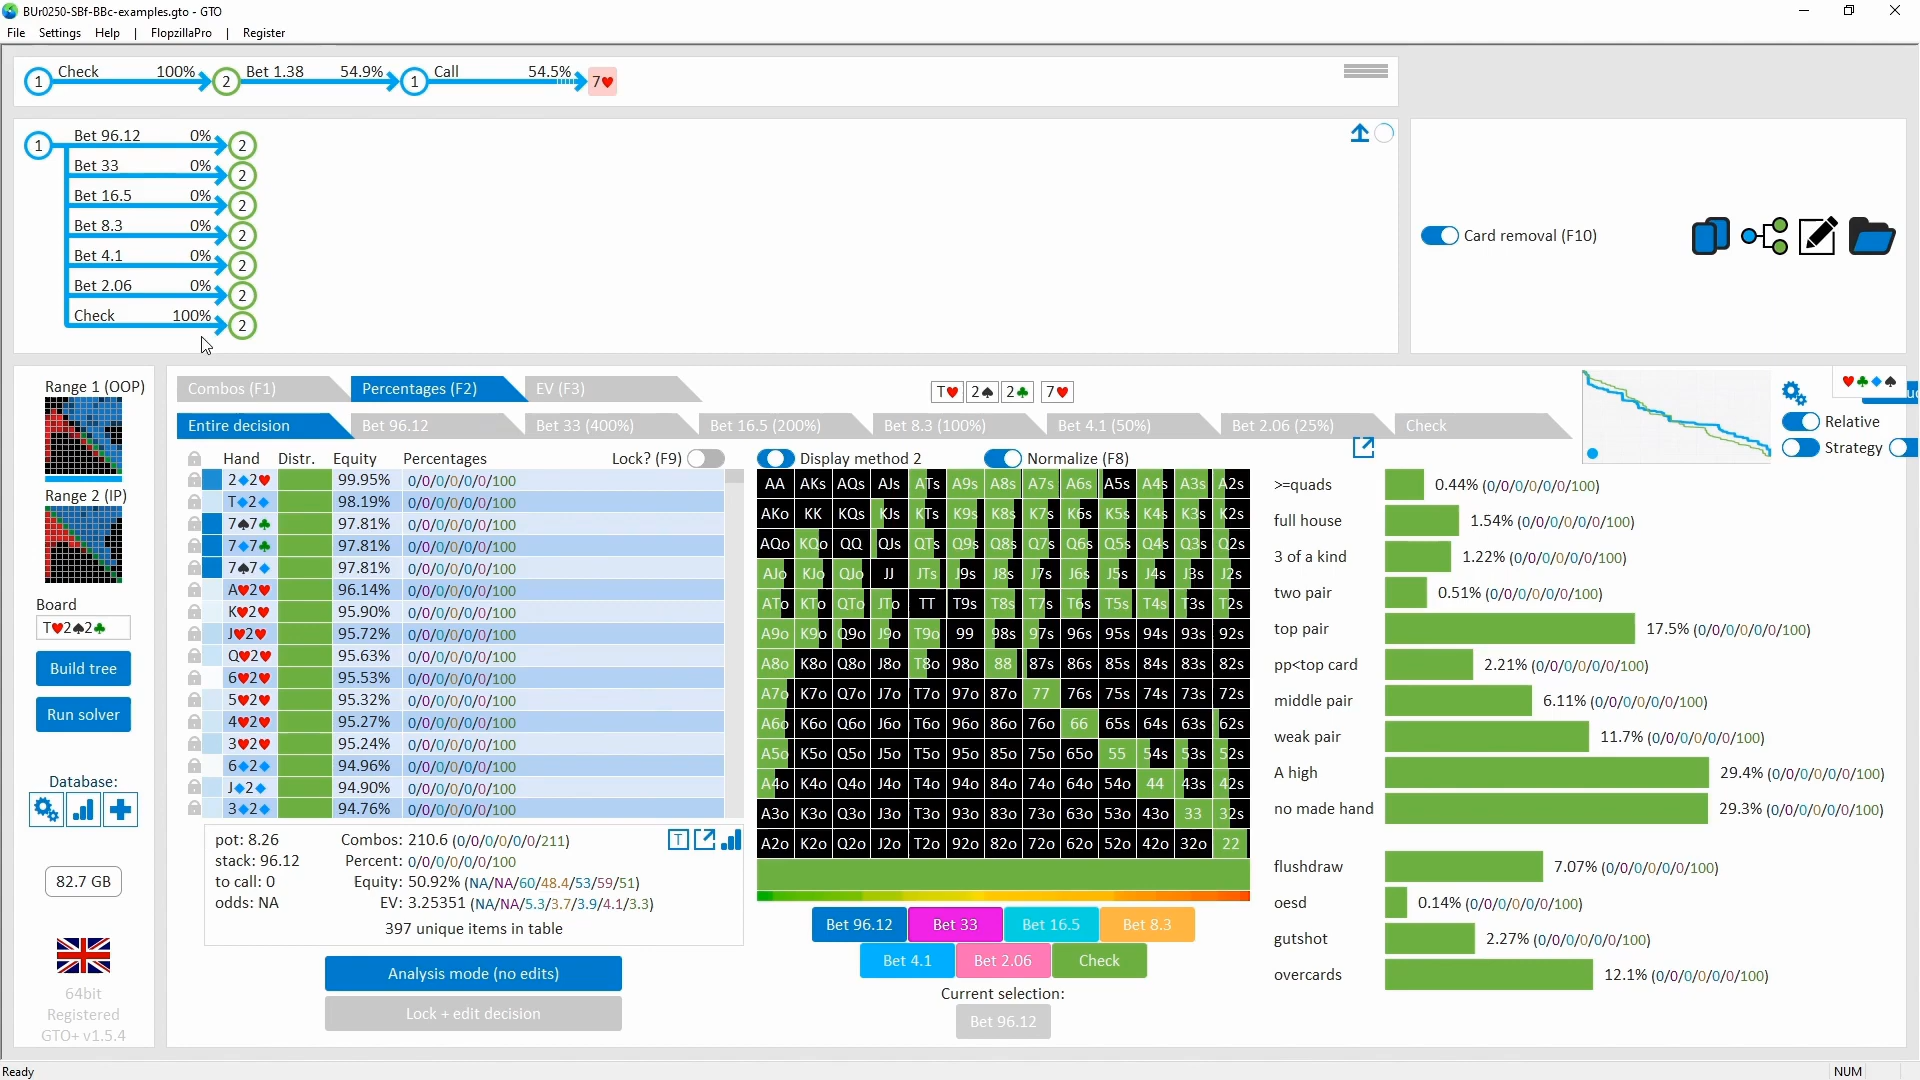 BUr0250-SBf-BBc-examples.gto - GTO
File Settings Help | FlopzillaPro | Register
1 Check 100% 2 Bet 1.38 54.9% 1 Call 54.5% 7♥
1
Bet 96.12 0% 2
Bet 33 0% 2
Bet 16.5 0% 2
Bet 8.3 0% 2
Bet 4.1 0% 2
Bet 2.06 0% 2
Check 100% 2
Card removal (F10)
Range 1 (OOP)
Range 2 (IP)
Board
T♥2♠2♣
Build tree
Run solver
Database:
82.7 GB
64bit
Registered
GTO+ v1.5.4
Combos (F1) Percentages (F2) EV (F3)
T♥ 2♠ 2♣ 7♥
Entire decision Bet 96.12 Bet 33 (400%) Bet 16.5 (200%) Bet 8.3 (100%) Bet 4.1 (50%) Bet 2.06 (25%) Check
♥♣♦♠
Relative
Strategy
Hand Distr. Equity Percentages Lock? (F9)
2♦2♥ 99.95% 0/0/0/0/0/0/100
T♦2♦ 98.19% 0/0/0/0/0/0/100
7♠7♣ 97.81% 0/0/0/0/0/0/100
7♦7♣ 97.81% 0/0/0/0/0/0/100
7♠7♦ 97.81% 0/0/0/0/0/0/100
A♥2♥ 96.14% 0/0/0/0/0/0/100
K♥2♥ 95.90% 0/0/0/0/0/0/100
J♥2♥ 95.72% 0/0/0/0/0/0/100
Q♥2♥ 95.63% 0/0/0/0/0/0/100
6♥2♥ 95.53% 0/0/0/0/0/0/100
5♥2♥ 95.32% 0/0/0/0/0/0/100
4♥2♥ 95.27% 0/0/0/0/0/0/100
3♥2♥ 95.24% 0/0/0/0/0/0/100
6♦2♦ 94.96% 0/0/0/0/0/0/100
J♦2♦ 94.90% 0/0/0/0/0/0/100
3♦2♦ 94.76% 0/0/0/0/0/0/100
pot: 8.26 Combos: 210.6 (0/0/0/0/0/0/211)
stack: 96.12 Percent: 0/0/0/0/0/0/100
to call: 0 Equity: 50.92% (NA/NA/60/48.4/53/59/51)
odds: NA EV: 3.25351 (NA/NA/5.3/3.7/3.9/4.1/3.3)
397 unique items in table
T
Analysis mode (no edits)
Lock + edit decision
Display method 2 Normalize (F8)
AA AKs AQs AJs ATs A9s A8s A7s A6s A5s A4s A3s A2s
AKo KK KQs KJs KTs K9s K8s K7s K6s K5s K4s K3s K2s
AQo KQo QQ QJs QTs Q9s Q8s Q7s Q6s Q5s Q4s Q3s Q2s
AJo KJo QJo JJ JTs J9s J8s J7s J6s J5s J4s J3s J2s
ATo KTo QTo JTo TT T9s T8s T7s T6s T5s T4s T3s T2s
A9o K9o Q9o J9o T9o 99 98s 97s 96s 95s 94s 93s 92s
A8o K8o Q8o J8o T8o 98o 88 87s 86s 85s 84s 83s 82s
A7o K7o Q7o J7o T7o 97o 87o 77 76s 75s 74s 73s 72s
A6o K6o Q6o J6o T6o 96o 86o 76o 66 65s 64s 63s 62s
A5o K5o Q5o J5o T5o 95o 85o 75o 65o 55 54s 53s 52s
A4o K4o Q4o J4o T4o 94o 84o 74o 64o 54o 44 43s 42s
A3o K3o Q3o J3o T3o 93o 83o 73o 63o 53o 43o 33 32s
A2o K2o Q2o J2o T2o 92o 82o 72o 62o 52o 42o 32o 22
Bet 96.12 Bet 33 Bet 16.5 Bet 8.3
Bet 4.1 Bet 2.06 Check
Current selection:
Bet 96.12
>=quads 0.44% (0/0/0/0/0/0/100)
full house 1.54% (0/0/0/0/0/0/100)
3 of a kind 1.22% (0/0/0/0/0/0/100)
two pair 0.51% (0/0/0/0/0/0/100)
top pair 17.5% (0/0/0/0/0/0/100)
pp<top card 2.21% (0/0/0/0/0/0/100)
middle pair 6.11% (0/0/0/0/0/0/100)
weak pair 11.7% (0/0/0/0/0/0/100)
A high 29.4% (0/0/0/0/0/0/100)
no made hand 29.3% (0/0/0/0/0/0/100)
flushdraw 7.07% (0/0/0/0/0/0/100)
oesd 0.14% (0/0/0/0/0/0/100)
gutshot 2.27% (0/0/0/0/0/0/100)
overcards 12.1% (0/0/0/0/0/0/100)
Ready NUM